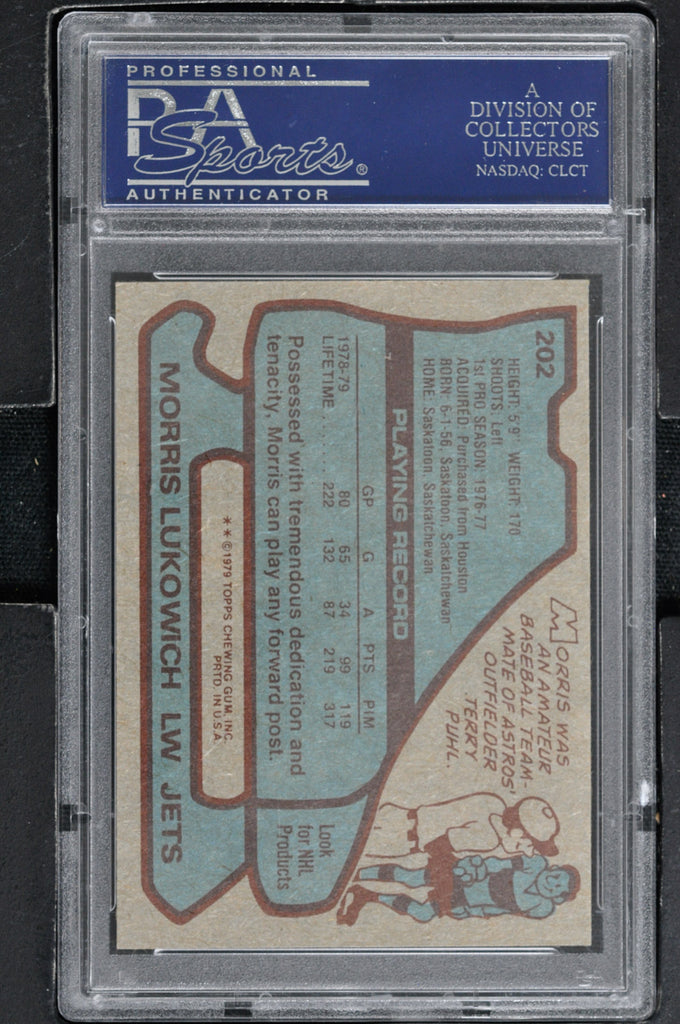 PROFESSIONAL
PSA
Sports®
AUTHENTICATOR
A
DIVISION OF
COLLECTORS
UNIVERSE
NASDAQ: CLCT
202
HEIGHT: 5'9" WEIGHT: 170
SHOOTS: Left
1st PRO SEASON: 1976-77
ACQUIRED: Purchased from Houston
BORN: 6-1-56, Saskatoon, Saskatchewan
HOME: Saskatoon, Saskatchewan
MORRIS WAS
AN AMATEUR
BASEBALL TEAM-
MATE OF ASTROS'
OUTFIELDER
TERRY
PUHL.
PLAYING RECORD
GP G A PTS PIM
1978-79 80 65 34 99 119
LIFETIME ....... 222 132 87 219 317
Possessed with tremendous dedication and
tenacity, Morris can play any forward post.
Look
for NHL
Products
**©1979 TOPPS CHEWING GUM, INC.
PRTD. IN U.S.A.
MORRIS LUKOWICH LW JETS